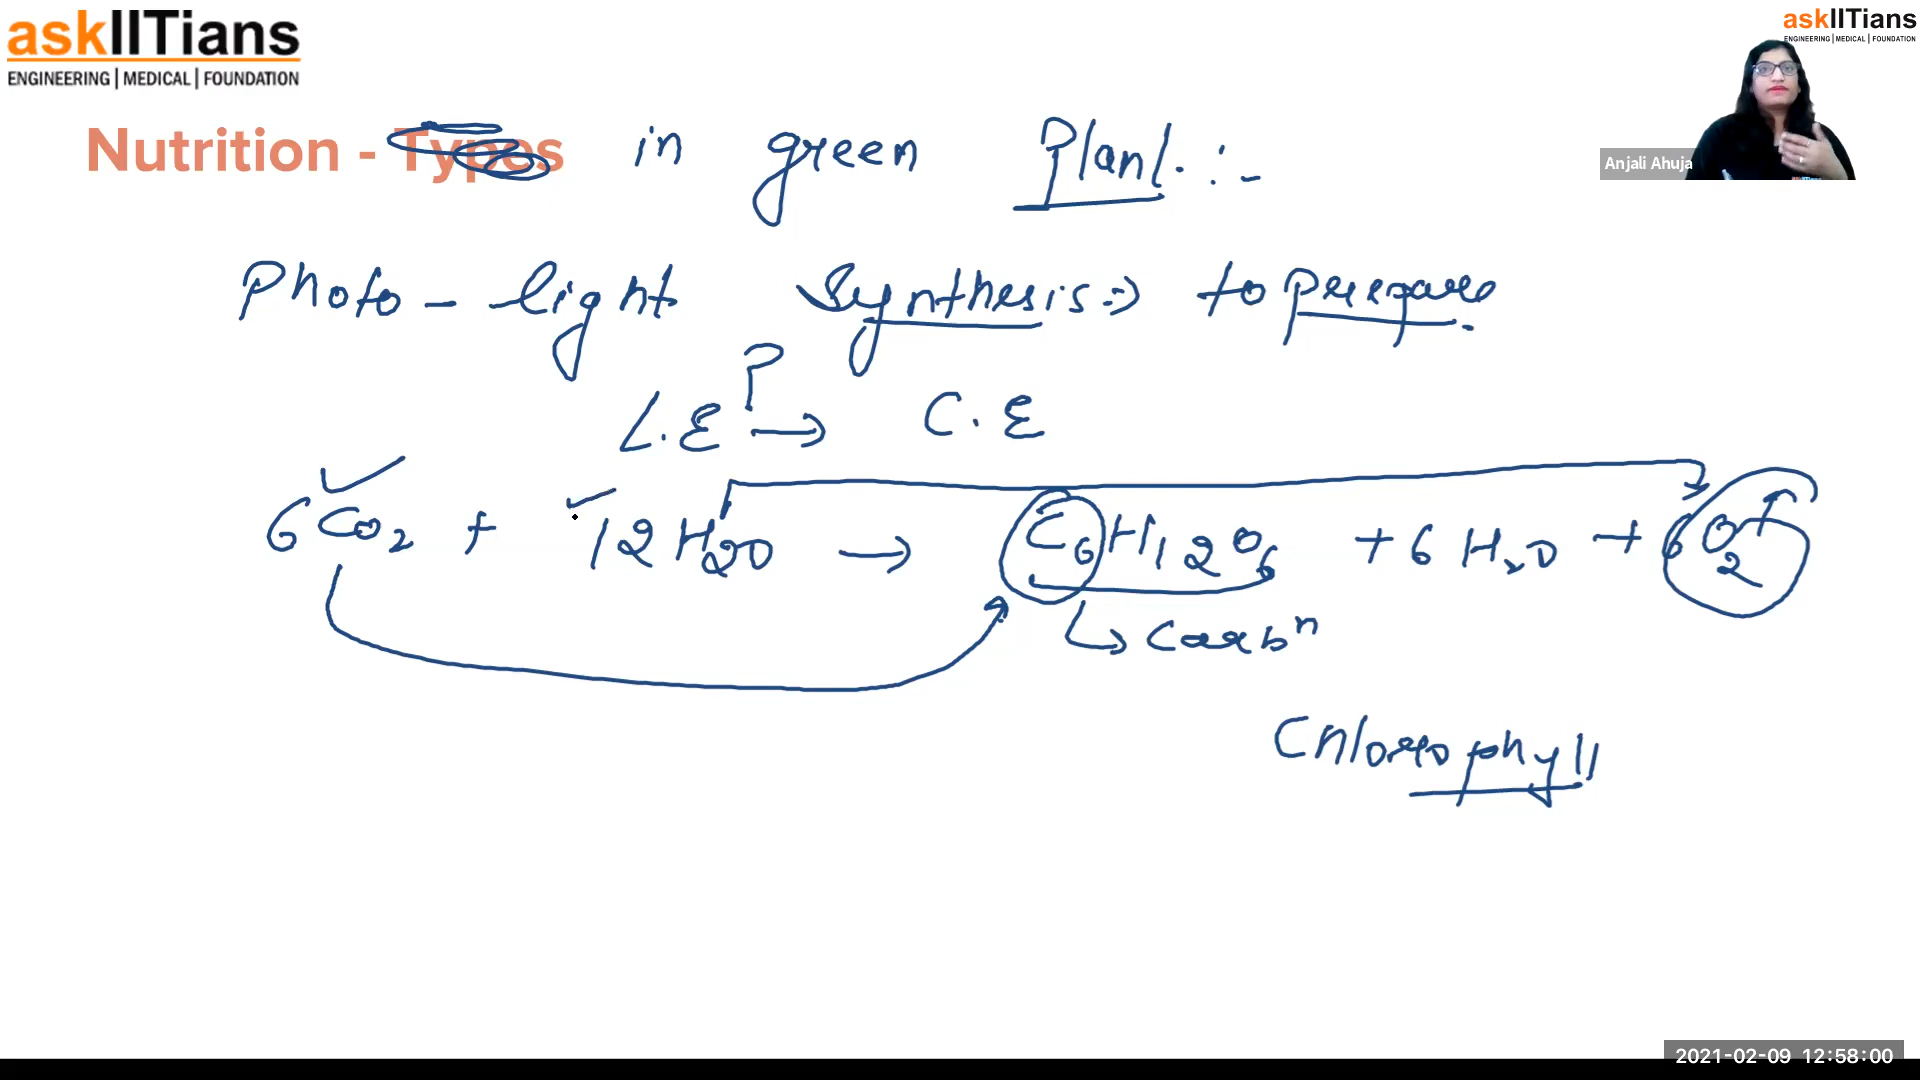 askIITians
ENGINEERING | MEDICAL | FOUNDATION
askIITians
ENGINEERING | MEDICAL | FOUNDATION
Anjali Ahuja
Nutrition - Types in green Plant. :-
Photo - light Synthesis => to prepare
L.E P → C.E
6CO2 + 12H2O → C6H12O6 + 6H2O + 6O2 ↑
↳ Carbn
Chlorophyll
2021-02-09 12:58:00